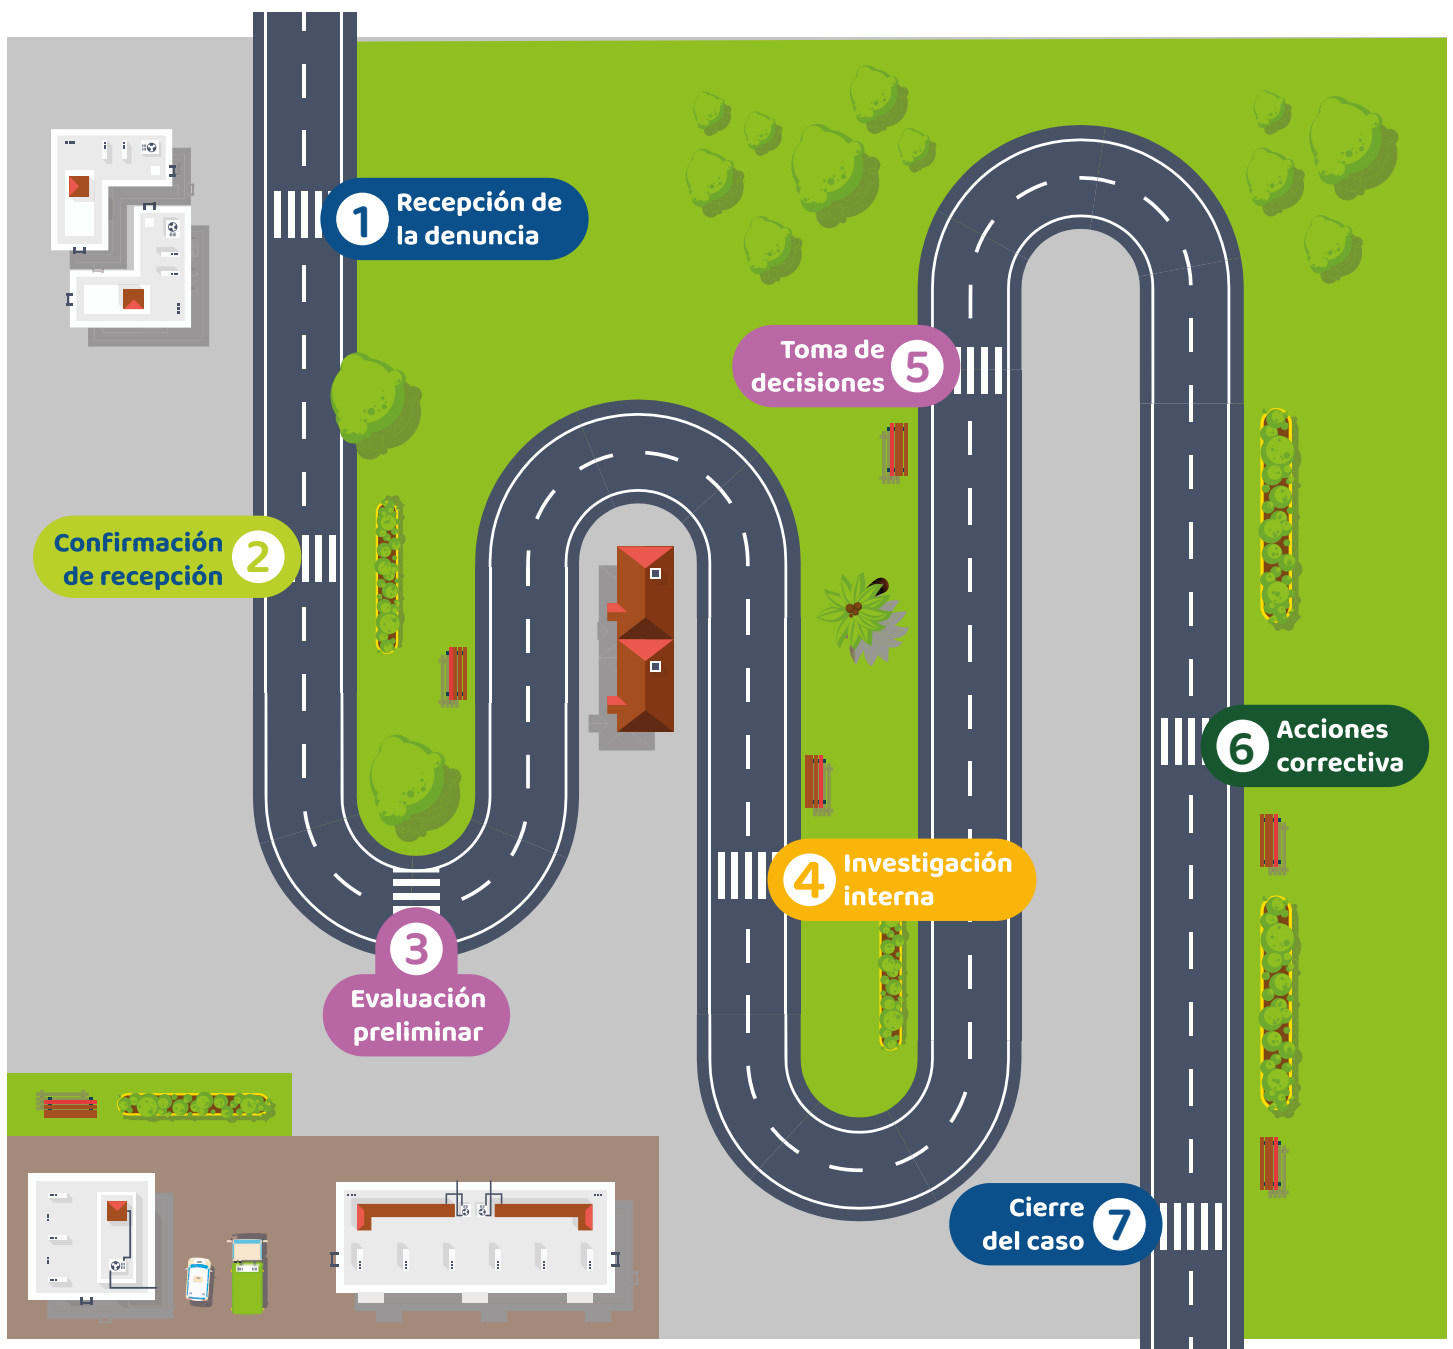 1
Recepción de
la denuncia
Confirmación
de recepción
2
3
Evaluación
preliminar
4
Investigación
interna
Toma de
decisiones
5
6
Acciones
correctiva
Cierre
del caso
7